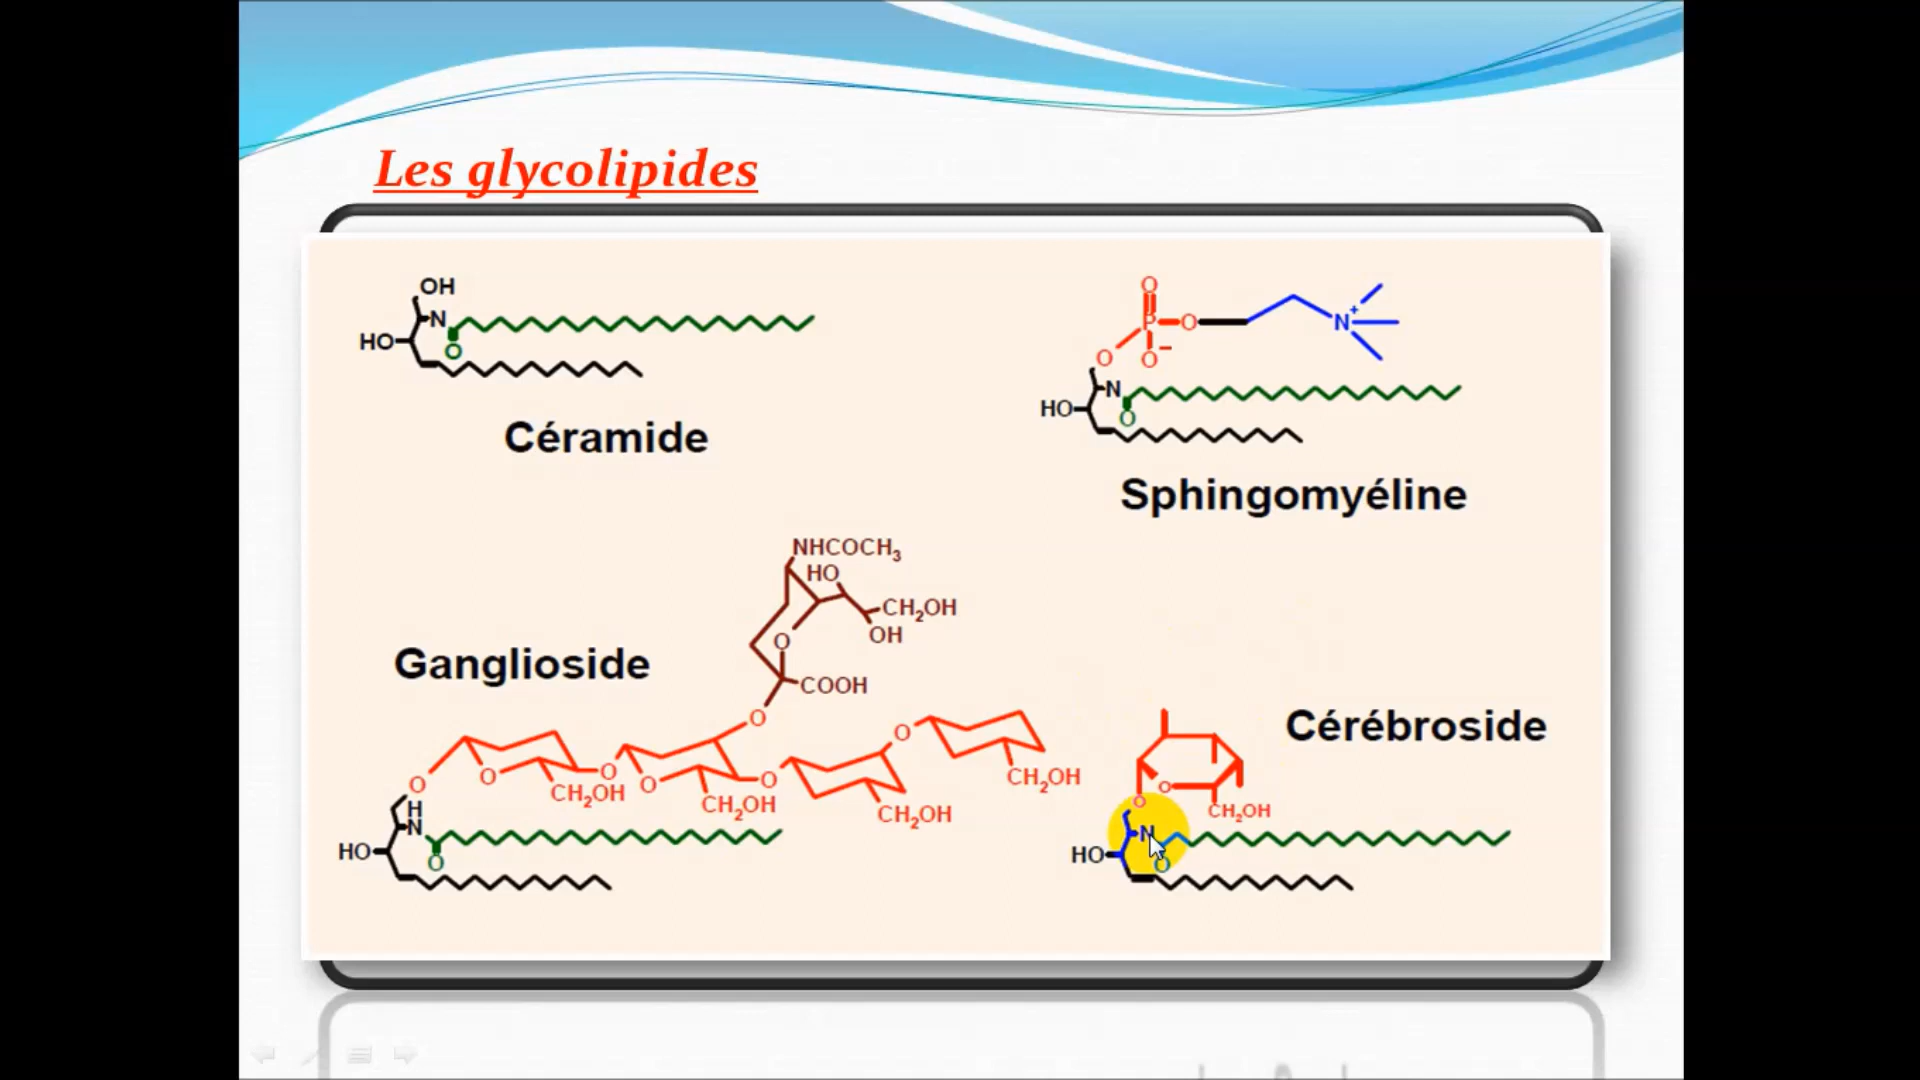 Les glycolipides
OH
N
HO
O
Céramide
O
P
O
N+
O
O−
N
HO
O
Sphingomyéline
NHCOCH3
HO
CH2OH
OH
O
COOH
Ganglioside
O
O
O
O
CH2OH
O
CH2OH
O
O
CH2OH
CH2OH
H
N
HO
O
Cérébroside
O
O
CH2OH
N
HO
O